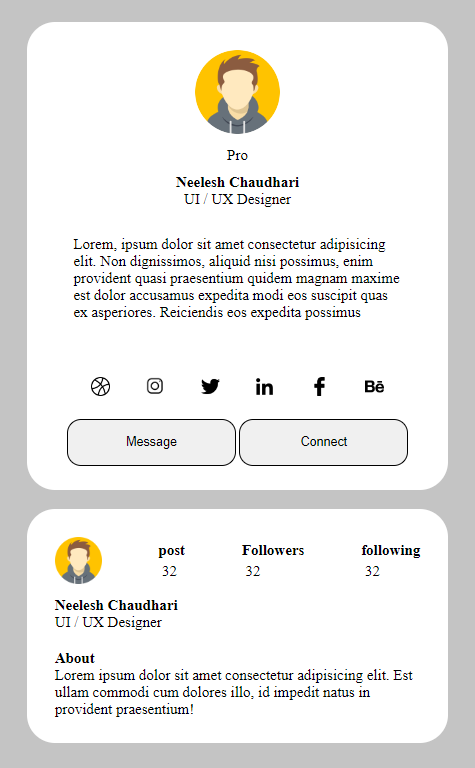 Pro
Neelesh Chaudhari
UI / UX Designer
Lorem, ipsum dolor sit amet consectetur adipisicing
elit. Non dignissimos, aliquid nisi possimus, enim
provident quasi praesentium quidem magnam maxime
est dolor accusamus expedita modi eos suscipit quas
ex asperiores. Reiciendis eos expedita possimus
Bē
Message Connect
post Followers following
32 32 32
Neelesh Chaudhari
UI / UX Designer
About
Lorem ipsum dolor sit amet consectetur adipisicing elit. Est
ullam commodi cum dolores illo, id impedit natus in
provident praesentium!